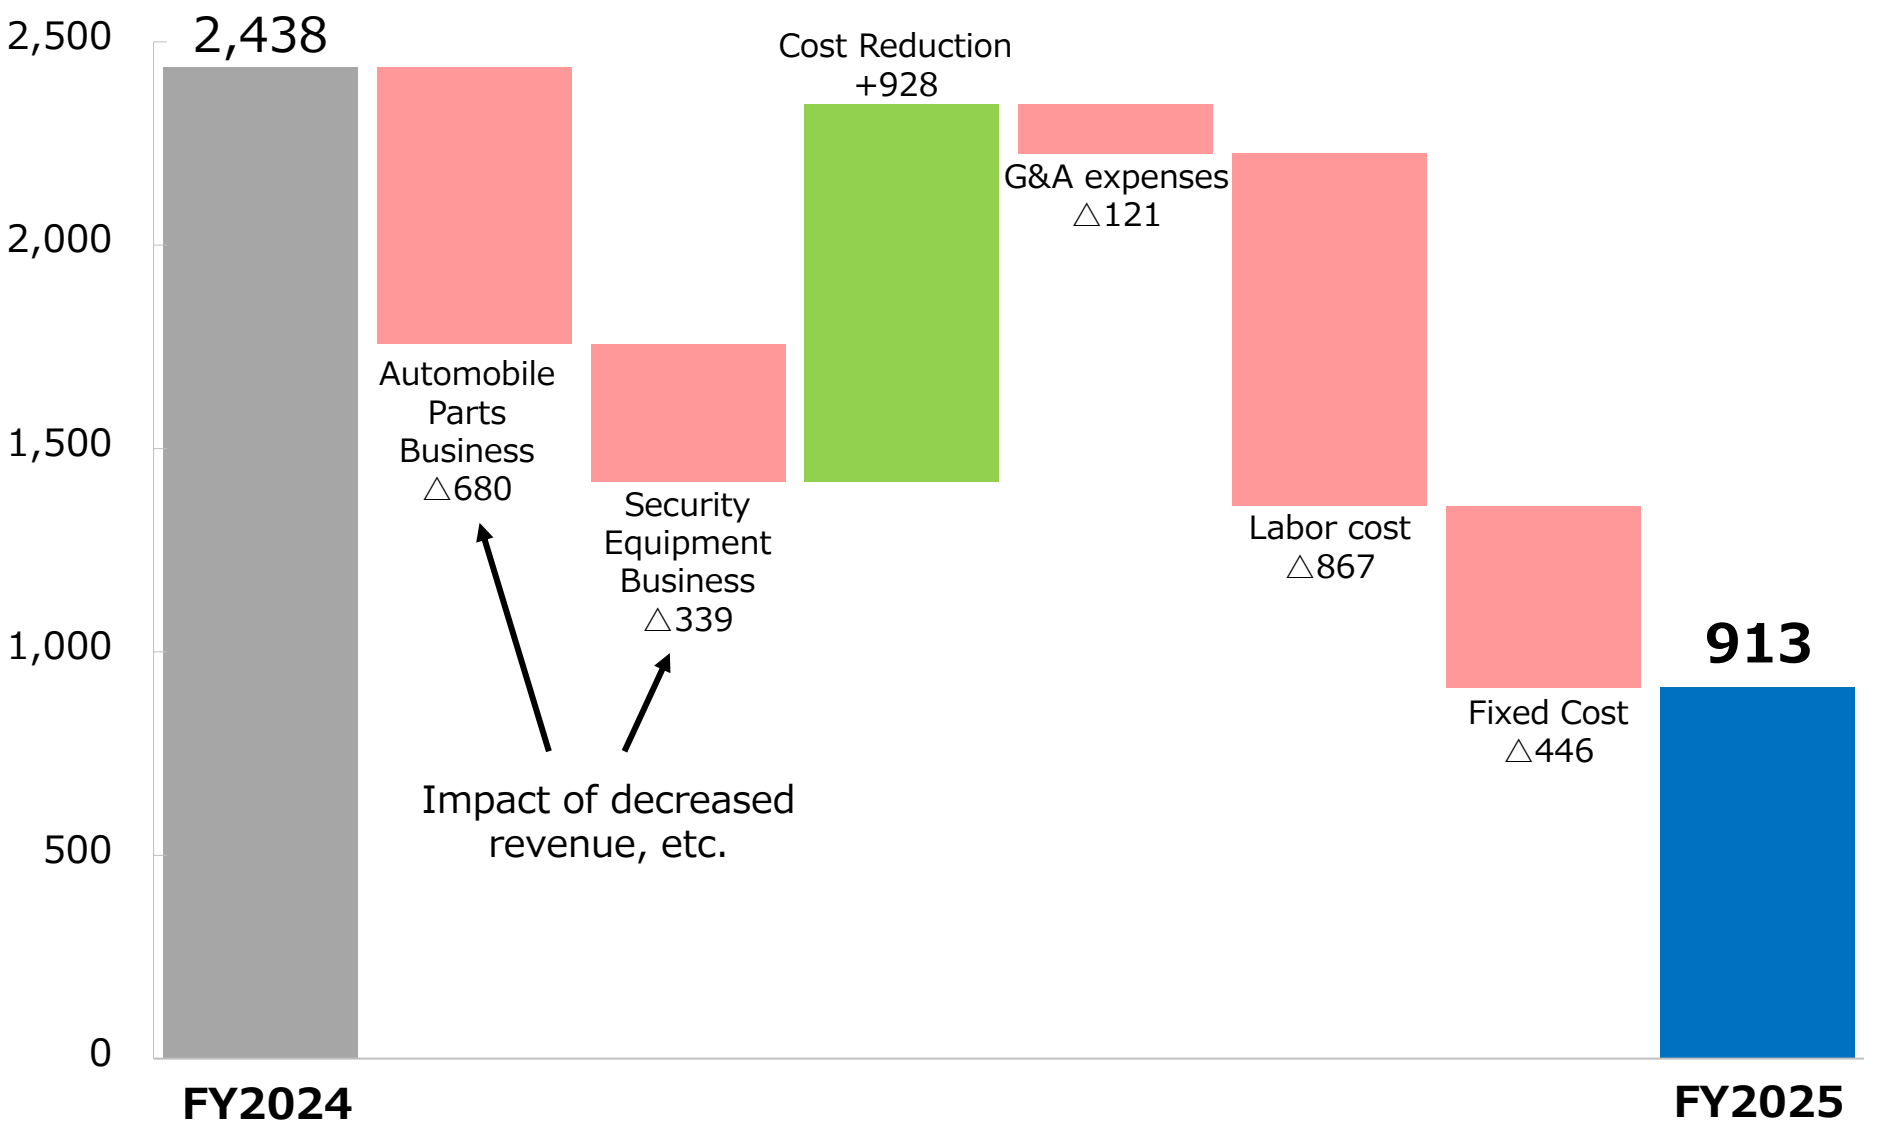 2,500
2,000
1,500
1,000
500
0
2,438
Automobile
Parts
Business
△680
Security
Equipment
Business
△339
Impact of decreased
revenue, etc.
Cost Reduction
+928
G&A expenses
△121
Labor cost
△867
Fixed Cost
△446
913
FY2024
FY2025